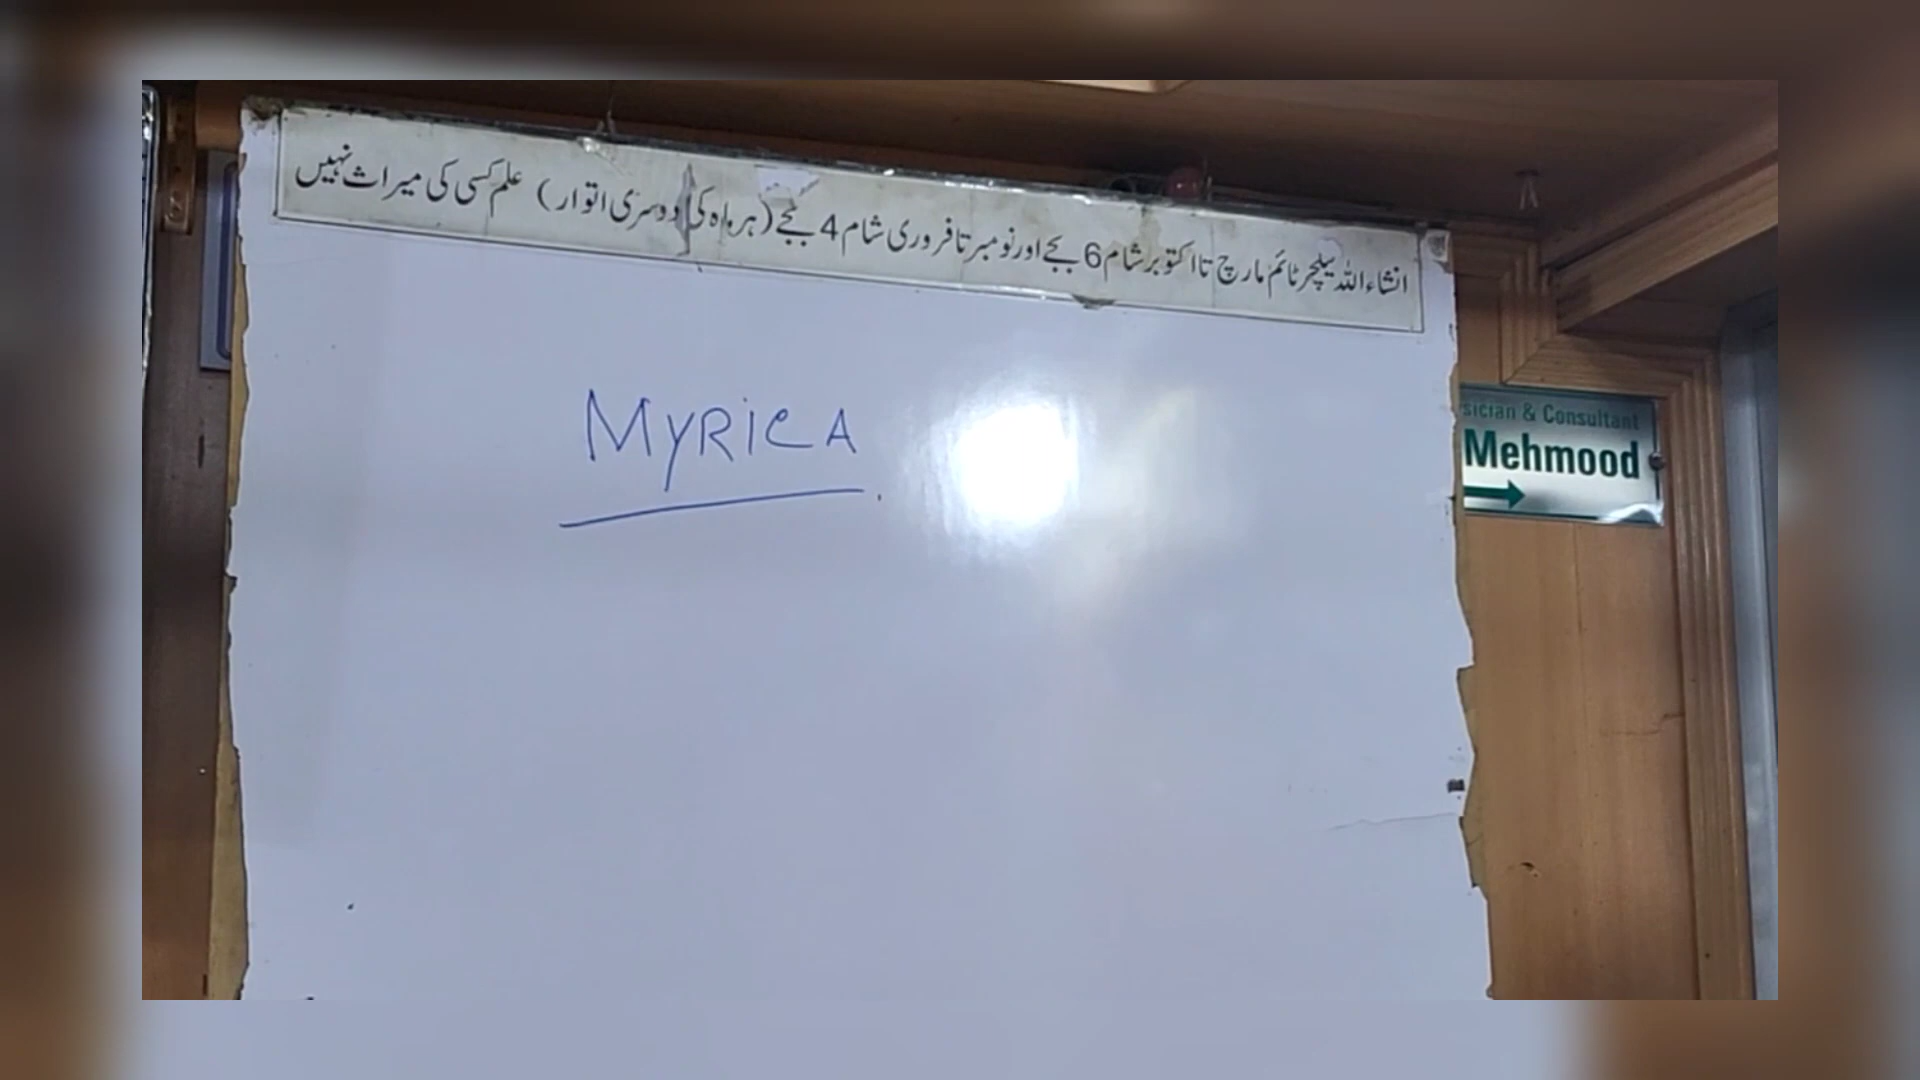 انشاءاللہ لیکچر ٹائم مارچ تا اکتوبر شام 6 بجے اور نومبر تا فروری شام 4 بجے (ہر ماہ کی دوسری اتوار) علم کسی کی میراث نہیں
MYRICA
sician & Consultant
Mehmood